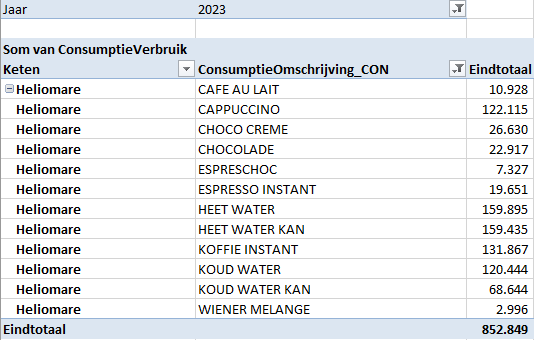 Jaar 2023
Som van ConsumptieVerbruik
Keten ConsumptieOmschrijving_CON Eindtotaal
Heliomare CAFE AU LAIT 10.928
Heliomare CAPPUCCINO 122.115
Heliomare CHOCO CREME 26.630
Heliomare CHOCOLADE 22.917
Heliomare ESPRESCHOC 7.327
Heliomare ESPRESSO INSTANT 19.651
Heliomare HEET WATER 159.895
Heliomare HEET WATER KAN 159.435
Heliomare KOFFIE INSTANT 131.867
Heliomare KOUD WATER 120.444
Heliomare KOUD WATER KAN 68.644
Heliomare WIENER MELANGE 2.996
Eindtotaal 852.849